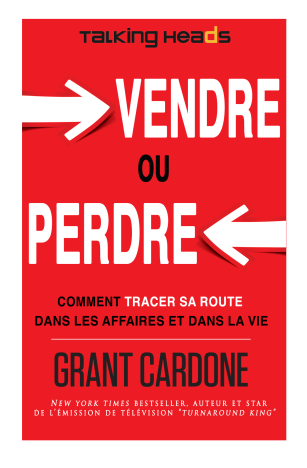 Talking Heads
VENDRE
OU
PERDRE
COMMENT TRACER SA ROUTE
DANS LES AFFAIRES ET DANS LA VIE
GRANT CARDONE
NEW YORK TIMES BESTSELLER, AUTEUR ET STAR
DE L'ÉMISSION DE TÉLÉVISION "TURNAROUND KING"